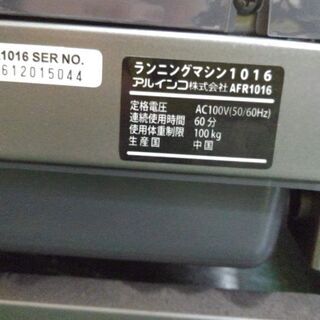 1016 SER NO.
612015044
ランニングマシン1016
アルインコ株式会社 AFR1016
定格電圧 AC100V(50/60Hz)
連続使用時間 60分
使用体重制限 100kg
生産国 中国